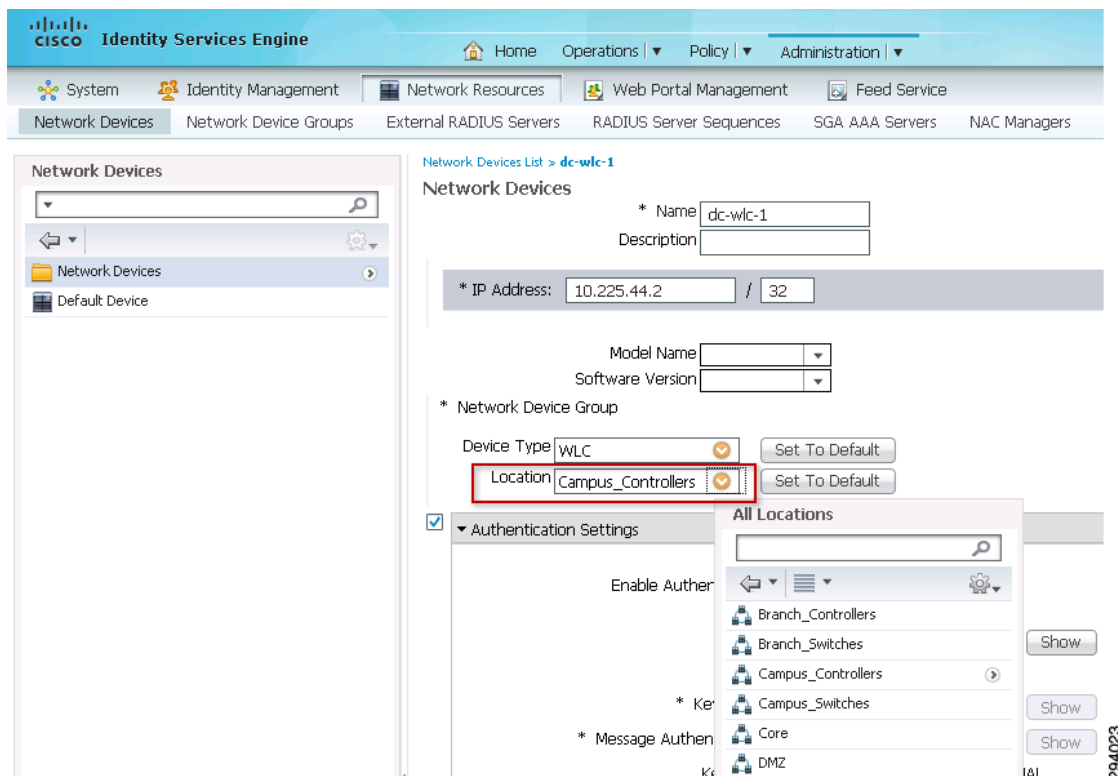 CISCO Identity Services Engine
Home Operations | Policy | Administration |
System Identity Management Network Resources Web Portal Management Feed Service
Network Devices Network Device Groups External RADIUS Servers RADIUS Server Sequences SGA AAA Servers NAC Managers
Network Devices
Network Devices
Default Device
Network Devices List > dc-wlc-1
Network Devices
* Name dc-wlc-1
Description
* IP Address: 10.225.44.2 / 32
Model Name
Software Version
* Network Device Group
Device Type WLC Set To Default
Location Campus_Controllers Set To Default
Authentication Settings
Enable Auther
Show
* Ke
Show
* Message Authen
Show
All Locations
Branch_Controllers
Branch_Switches
Campus_Controllers
Campus_Switches
Core
DMZ
294023